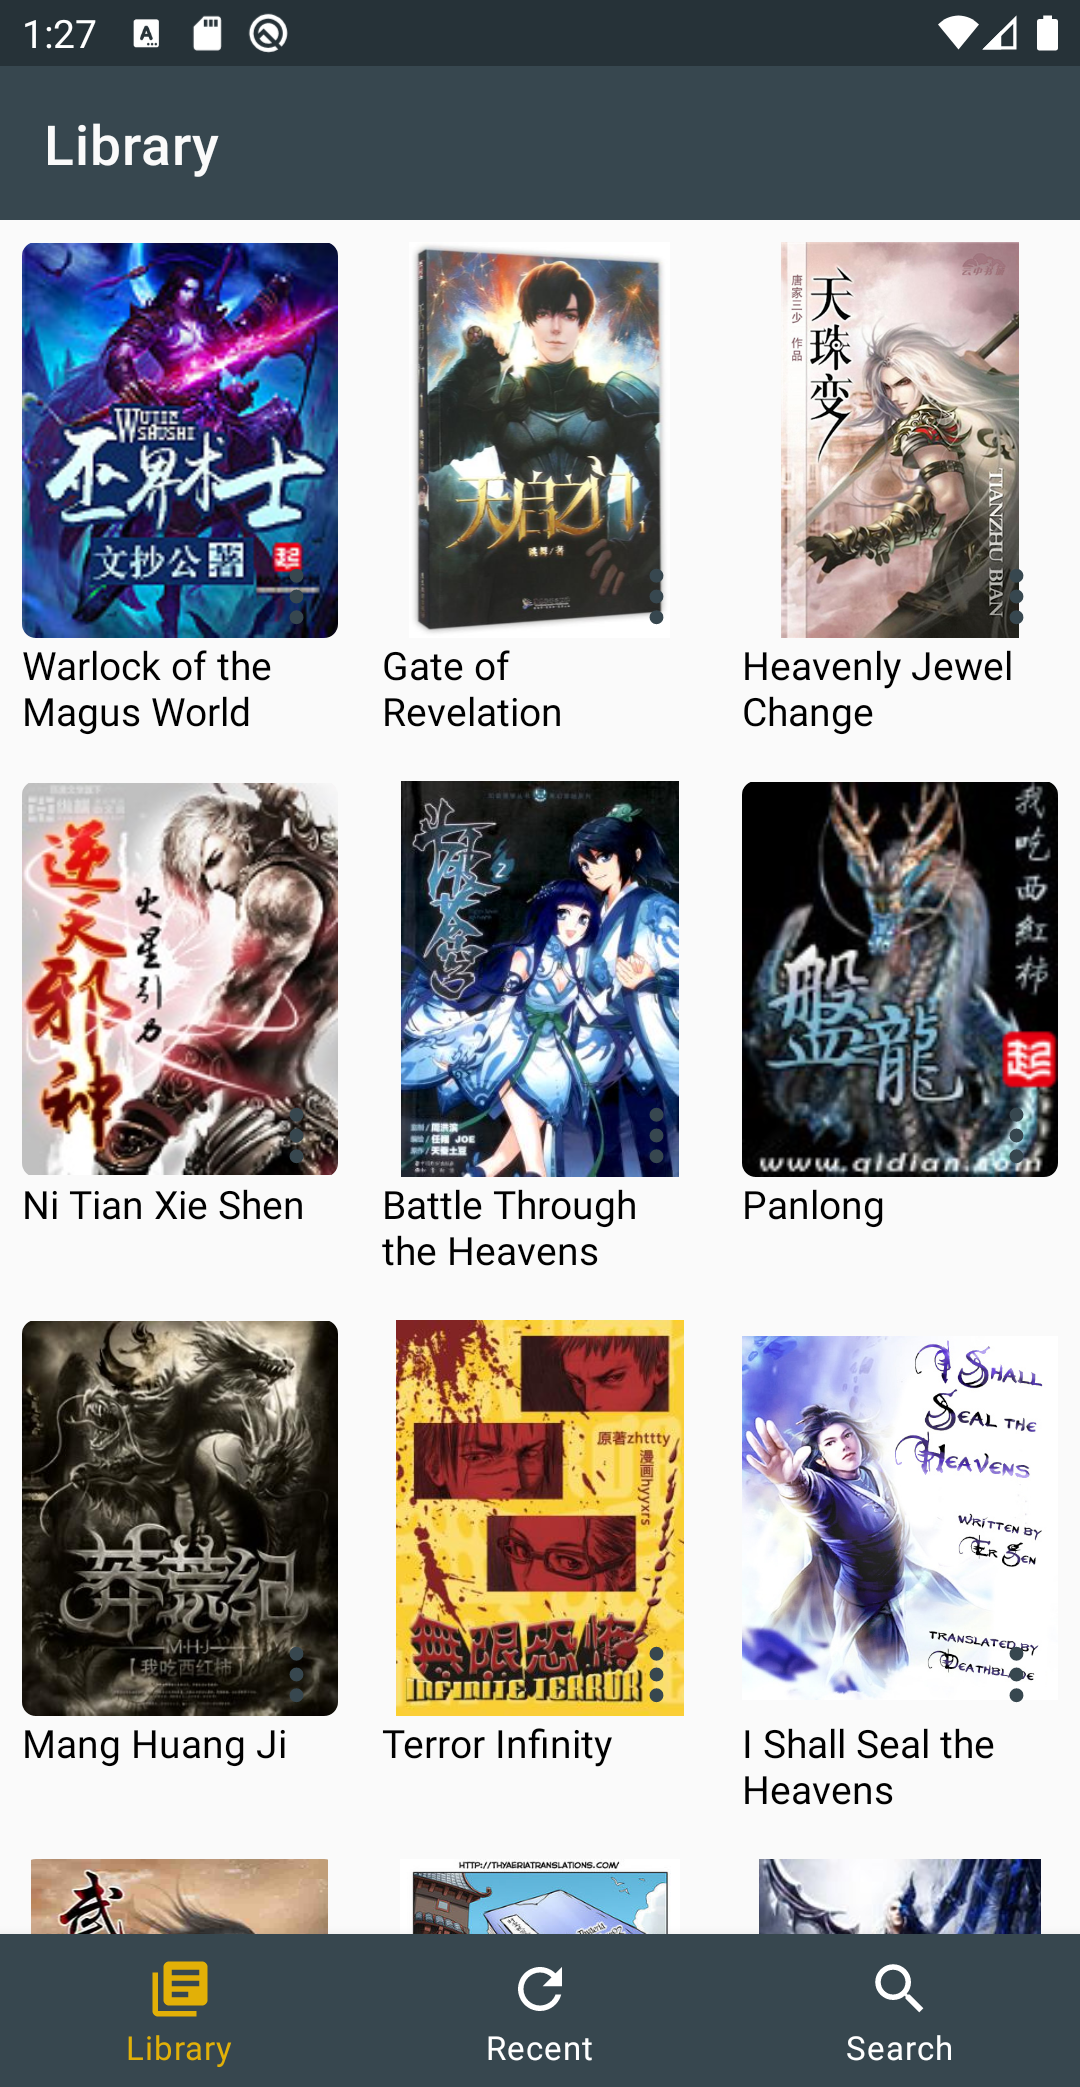 1:27
Library
WUJIE
SHUSHI
巫界术士
文抄公 著
起
Warlock of the
Magus World
天启之门
跳舞/著
Gate of
Revelation
唐家三少 作品
天珠变
TIANZHU BIAN
Heavenly Jewel
Change
逆天邪神
火星引力
Ni Tian Xie Shen
斗破苍穹
2
Battle Through
the Heavens
我吃西紅柿
盤龍
起
www.qidian.com
Panlong
莽荒纪
M·H·J
【我吃西红柿
Mang Huang Ji
原著zhttty
漫画hyyxrs
無限恐怖
INFINITE TERROR
Terror Infinity
I SHALL
SEAL THE
HEAVENS
WRITTEN BY
ER GEN
TRANSLATED BY
DEATHBLADE
I Shall Seal the
Heavens
武
HTTP://THYAERIATRANSLATIONS.COM/
Library
Recent
Search